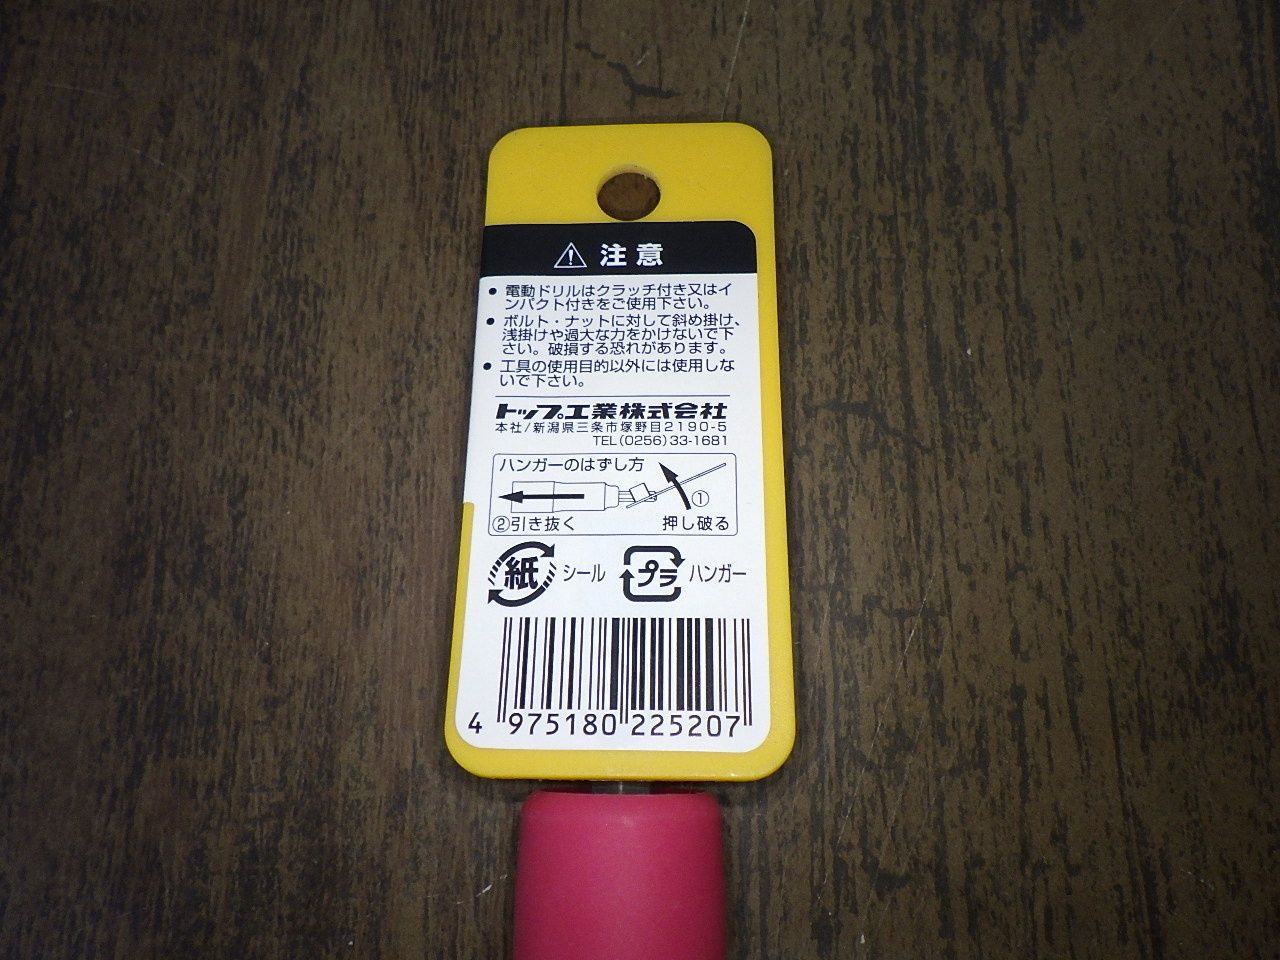 注意
● 電動ドリルはクラッチ付き又はイ
ンパクト付きをご使用下さい。
● ボルト・ナットに対して斜め掛け、
浅掛けや過大な力をかけないで下
さい。破損する恐れがあります。
● 工具の使用目的以外には使用しな
いで下さい。
トップ工業株式会社
本社/新潟県三条市塚野目2190-5
TEL(0256)33-1681
ハンガーのはずし方
①
②引き抜く 押し破る
紙 シール プラ ハンガー
4 975180 225207